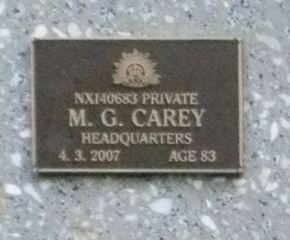 NX140683 PRIVATE
M. G. CAREY
HEADQUARTERS
4. 3. 2007 AGE 83